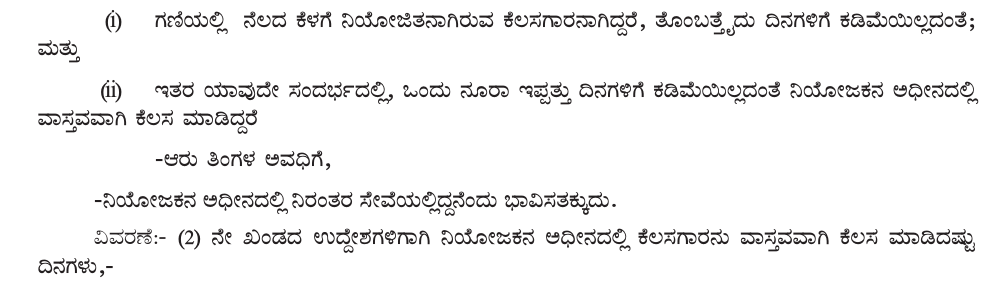 (i) ಗಣಿಯಲ್ಲಿ ನೆಲದ ಕೆಳಗೆ ನಿಯೋಜಿತನಾಗಿರುವ ಕೆಲಸಗಾರನಾಗಿದ್ದರೆ, ತೊಂಬತ್ತೈದು ದಿನಗಳಿಗೆ ಕಡಿಮೆಯಿಲ್ಲದಂತೆ;
ಮತ್ತು
(ii) ಇತರ ಯಾವುದೇ ಸಂದರ್ಭದಲ್ಲಿ, ಒಂದು ನೂರಾ ಇಪ್ಪತ್ತು ದಿನಗಳಿಗೆ ಕಡಿಮೆಯಿಲ್ಲದಂತೆ ನಿಯೋಜಕನ ಅಧೀನದಲ್ಲಿ
ವಾಸ್ತವವಾಗಿ ಕೆಲಸ ಮಾಡಿದ್ದರೆ
-ಆರು ತಿಂಗಳ ಅವಧಿಗೆ,
-ನಿಯೋಜಕನ ಅಧೀನದಲ್ಲಿ ನಿರಂತರ ಸೇವೆಯಲ್ಲಿದ್ದನೆಂದು ಭಾವಿಸತಕ್ಕುದು.
ವಿವರಣೆ:- (2) ನೇ ಖಂಡದ ಉದ್ದೇಶಗಳಿಗಾಗಿ ನಿಯೋಜಕನ ಅಧೀನದಲ್ಲಿ ಕೆಲಸಗಾರನು ವಾಸ್ತವವಾಗಿ ಕೆಲಸ ಮಾಡಿದಷ್ಟು
ದಿನಗಳು,-